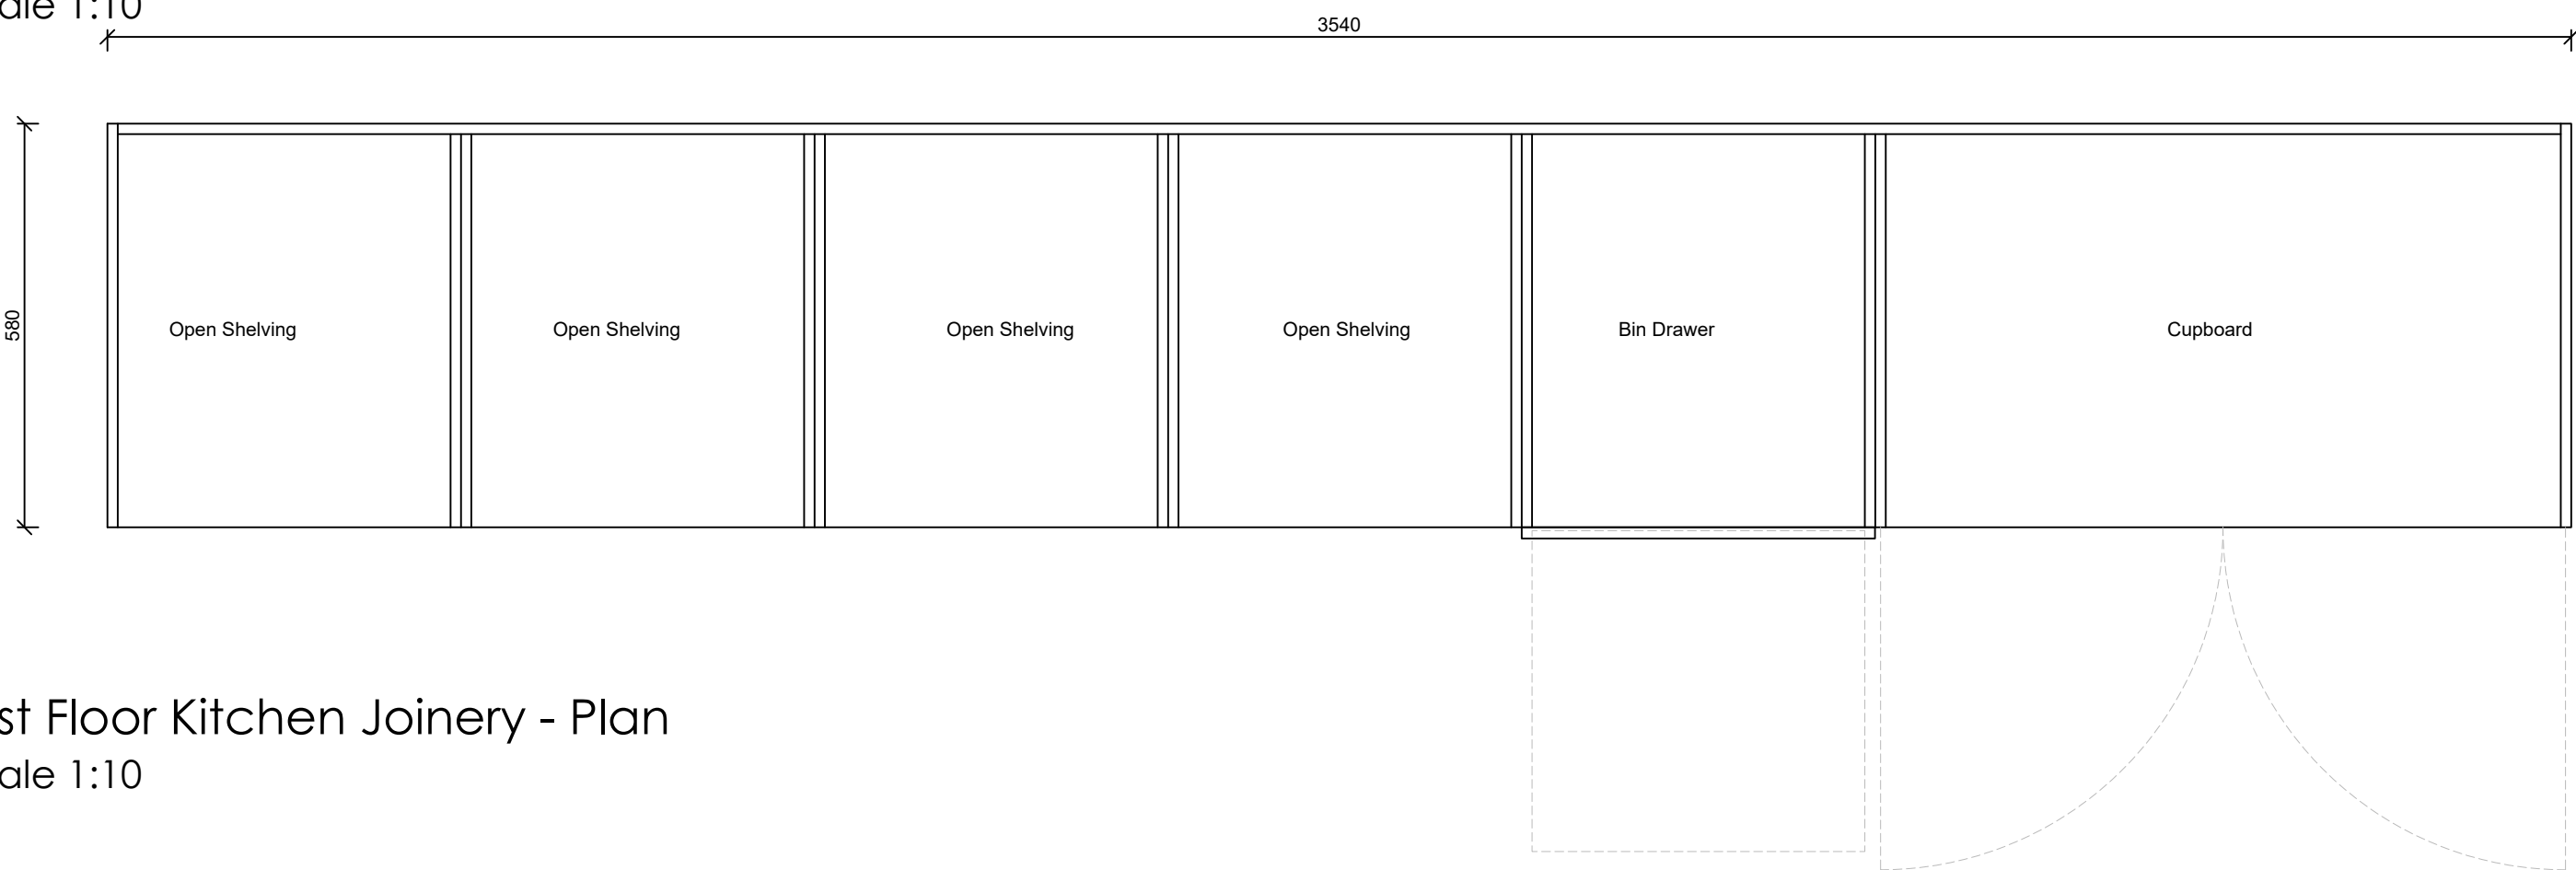 ale 1:10
3540
580
Open Shelving
Open Shelving
Open Shelving
Open Shelving
Bin Drawer
Cupboard
st Floor Kitchen Joinery - Plan
ale 1:10